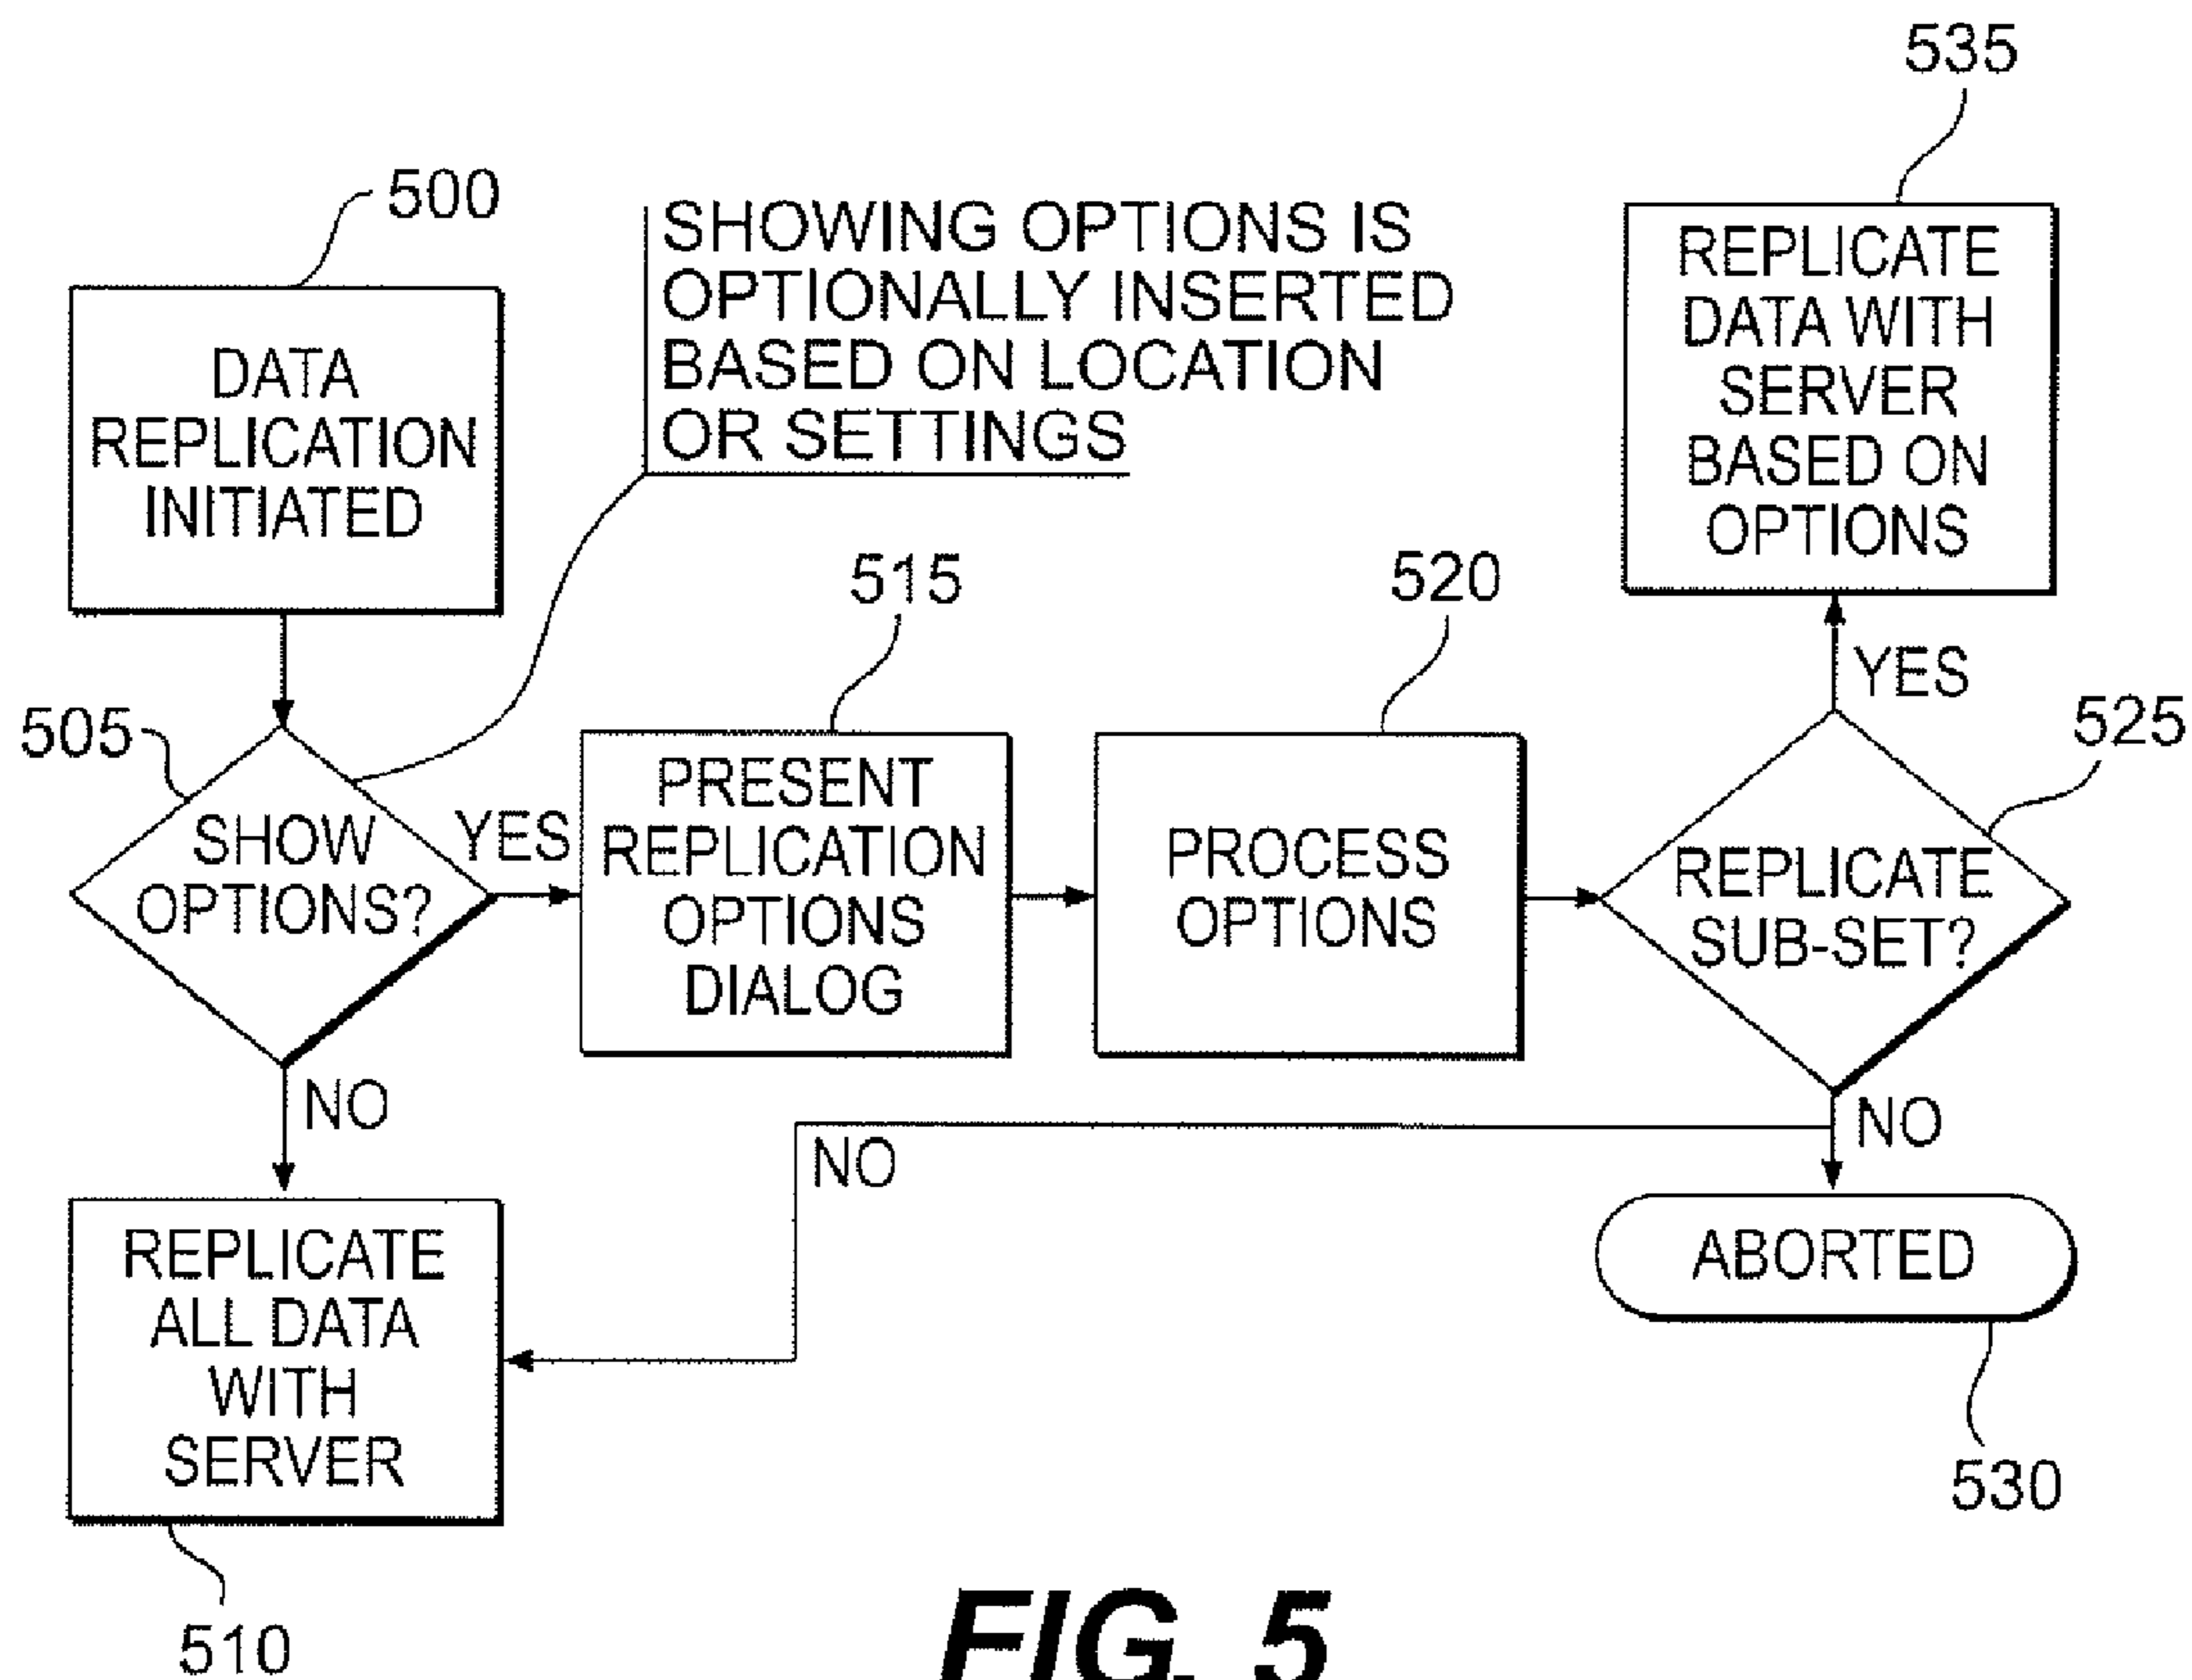 535
500
SHOWING OPTIONS IS
OPTIONALLY INSERTED
BASED ON LOCATION
OR SETTINGS
REPLICATE
DATA WITH
SERVER
BASED ON
OPTIONS
DATA
REPLICATION
INITIATED
515
520
YES
525
505
SHOW
OPTIONS?
YES
PRESENT
REPLICATION
OPTIONS
DIALOG
PROCESS
OPTIONS
REPLICATE
SUB-SET?
NO
NO
NO
REPLICATE
ALL DATA
WITH
SERVER
ABORTED
530
510
FIG. 5